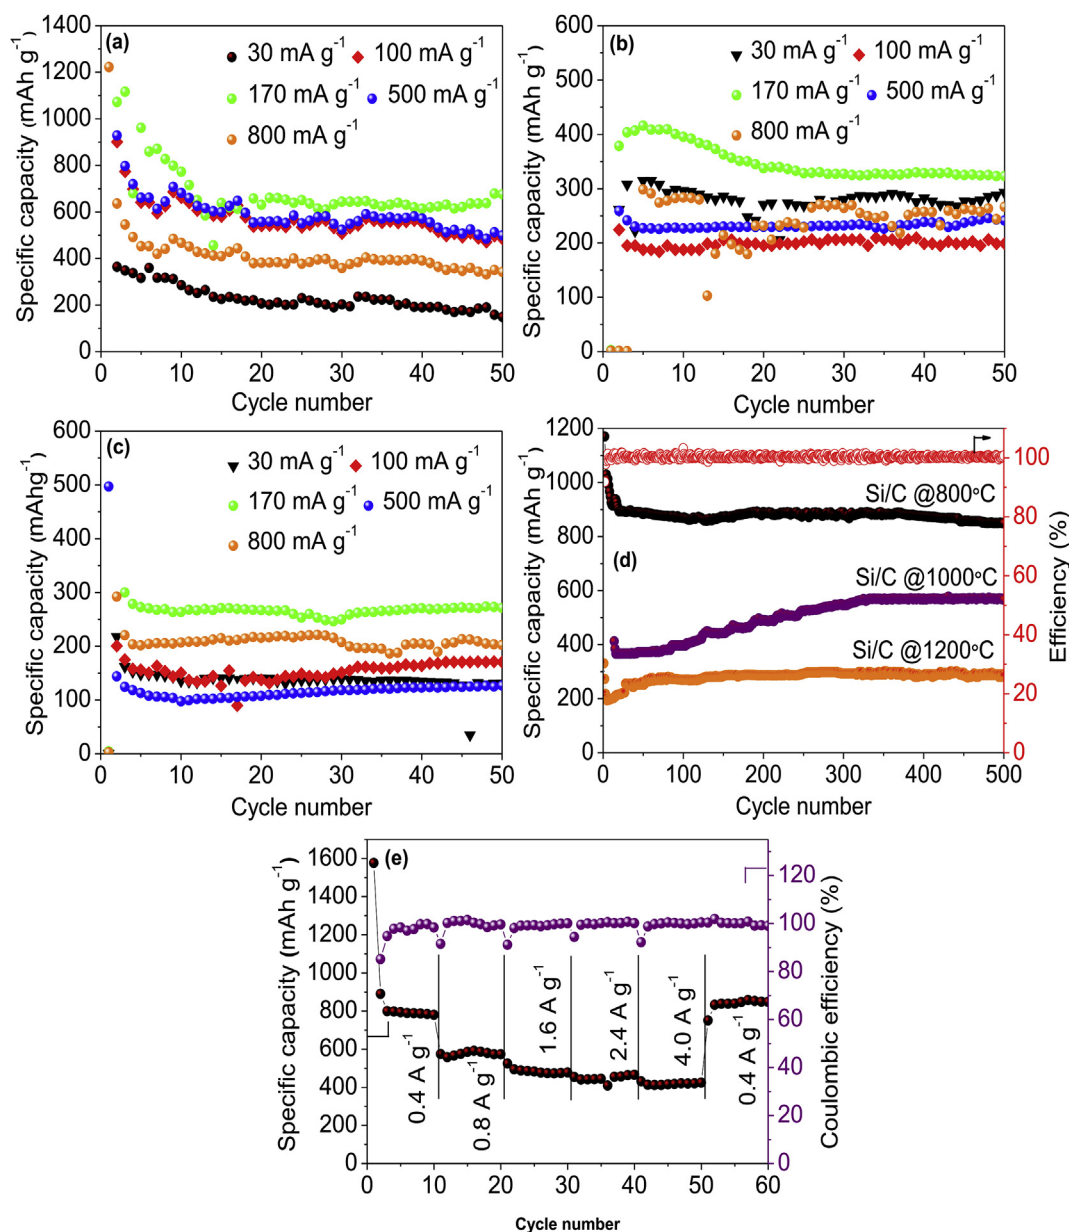 (a)
30 mA g⁻¹ 100 mA g⁻¹
170 mA g⁻¹ 500 mA g⁻¹
800 mA g⁻¹
Specific capacity (mAh g⁻¹)
1400
1200
1000
800
600
400
200
0
0 10 20 30 40 50
Cycle number
(b)
30 mA g⁻¹ 100 mA g⁻¹
170 mA g⁻¹ 500 mA g⁻¹
800 mA g⁻¹
Specific capacity (mAh g⁻¹)
600
500
400
300
200
100
0
0 10 20 30 40 50
Cycle number
(c)
30 mA g⁻¹ 100 mA g⁻¹
170 mA g⁻¹ 500 mA g⁻¹
800 mA g⁻¹
Specific capacity (mAhg⁻¹)
600
500
400
300
200
100
0
0 10 20 30 40 50
Cycle number
(d)
Si/C @800°C
Si/C @1000°C
Si/C @1200°C
Specific capacity (mAh g⁻¹)
1200
1000
800
600
400
200
0
0 100 200 300 400 500
Cycle number
100
80
60
40
20
0
Efficiency (%)
(e)
Specific capacity (mAh g⁻¹)
1600
1400
1200
1000
800
600
400
200
0
0.4 A g⁻¹
0.8 A g⁻¹
1.6 A g⁻¹
2.4 A g⁻¹
4.0 A g⁻¹
0.4 A g⁻¹
120
100
80
60
40
20
0
Coulombic efficiency (%)
0 10 20 30 40 50 60
Cycle number